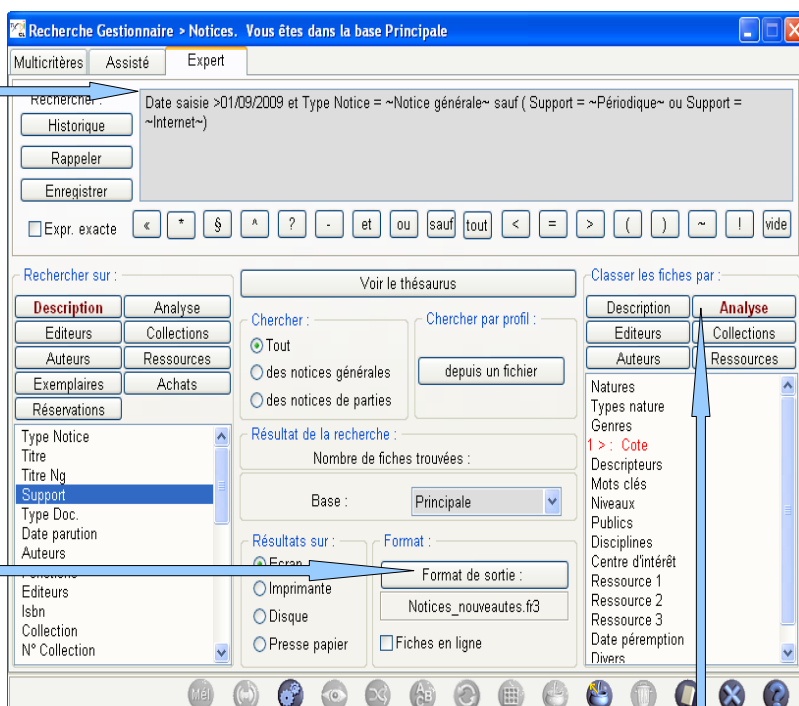 Recherche Gestionnaire > Notices. Vous êtes dans la base Principale
Multicritères Assisté Expert
Rechercher :
Date saisie >01/09/2009 et Type Notice = ~Notice générale~ sauf ( Support = ~Périodique~ ou Support =
~Internet~)
Historique
Rappeler
Enregistrer
Expr. exacte « * § ^ ? - et ou sauf tout < = > ( ) ~ ! vide
Rechercher sur :
Description Analyse
Editeurs Collections
Auteurs Ressources
Exemplaires Achats
Réservations
Type Notice
Titre
Titre Ng
Support
Type Doc.
Date parution
Auteurs
Fonctions
Editeurs
Isbn
Collection
N° Collection
Voir le thésaurus
Chercher :
Tout
des notices générales
des notices de parties
Chercher par profil :
depuis un fichier
Résultat de la recherche :
Nombre de fiches trouvées :
Base : Principale
Résultats sur :
Ecran
Imprimante
Disque
Presse papier
Format :
Format de sortie :
Notices_nouveautes.fr3
Fiches en ligne
Classer les fiches par :
Description Analyse
Editeurs Collections
Auteurs Ressources
Natures
Types nature
Genres
1 > : Cote
Descripteurs
Mots clés
Niveaux
Publics
Disciplines
Centre d'intérêt
Ressource 1
Ressource 2
Ressource 3
Date péremption
Divers
Mél